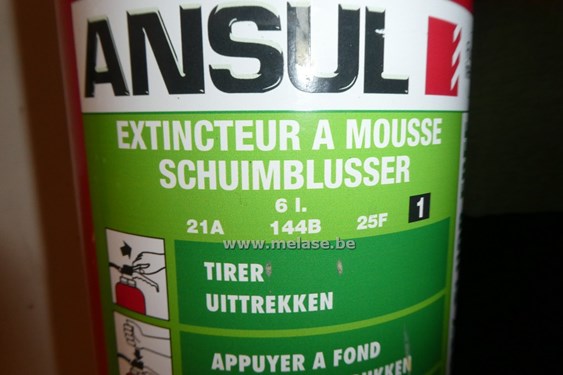 ANSUL
EXTINCTEUR A MOUSSE
SCHUIMBLUSSER
6 l.
21A 144B 25F 1
www.melase.be
TIRER
UITTREKKEN
APPUYER A FOND